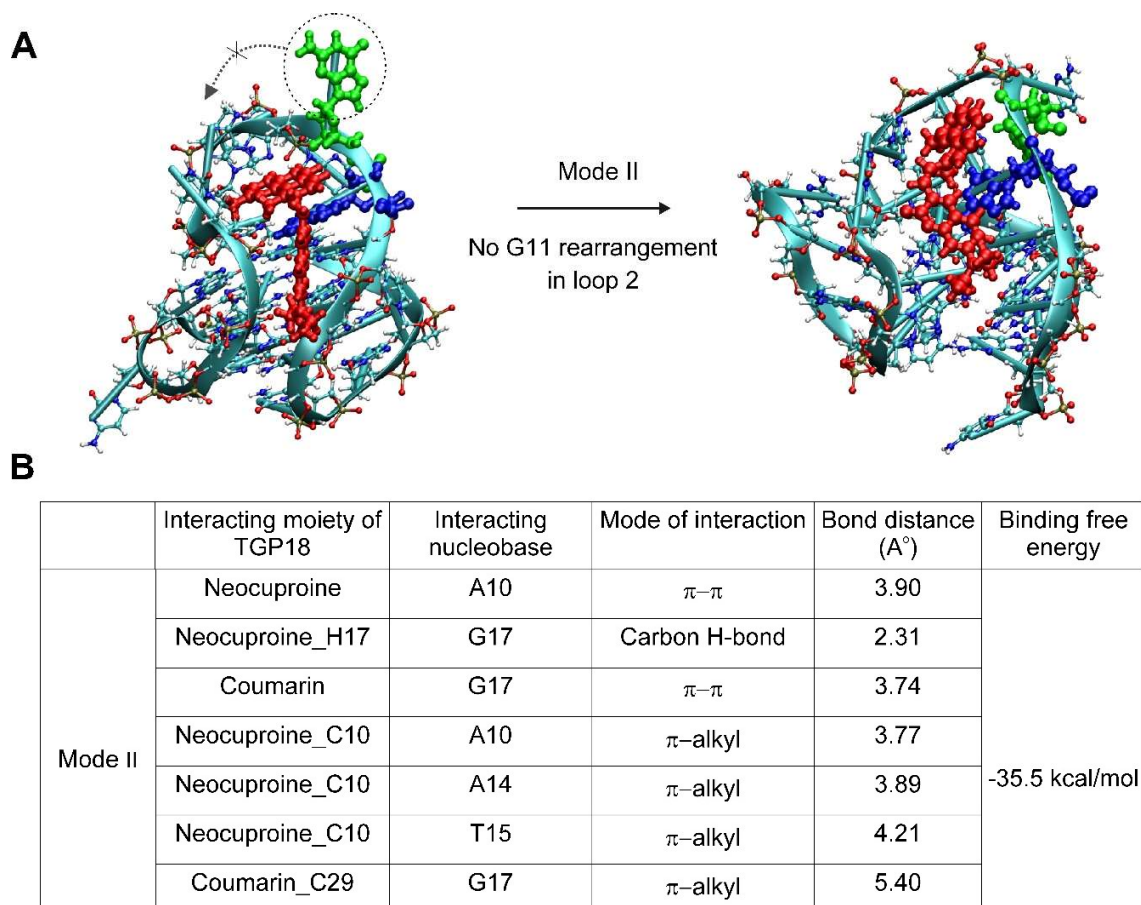 A
Mode II
No G11 rearrangement
in loop 2
B
Interacting moiety of TGP18 Interacting nucleobase Mode of interaction Bond distance (A°) Binding free energy
Mode II Neocuproine A10 π–π 3.90 -35.5 kcal/mol
Neocuproine_H17 G17 Carbon H-bond 2.31
Coumarin G17 π–π 3.74
Neocuproine_C10 A10 π–alkyl 3.77
Neocuproine_C10 A14 π–alkyl 3.89
Neocuproine_C10 T15 π–alkyl 4.21
Coumarin_C29 G17 π–alkyl 5.40